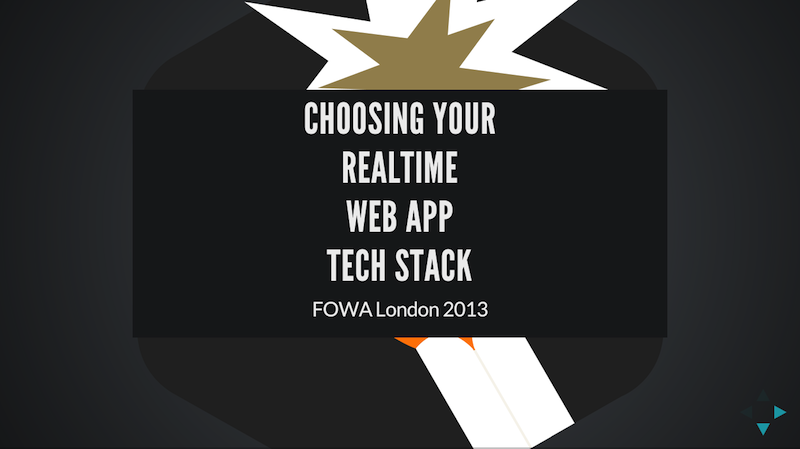 CHOOSING YOUR
REALTIME
WEB APP
TECH STACK
FOWA London 2013